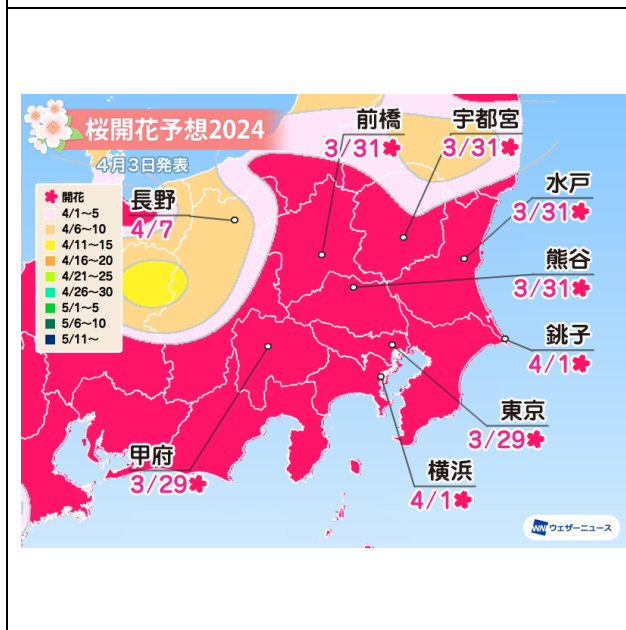 桜開花予想2024
4月3日発表
開花
4/1～5
4/6～10
4/11～15
4/16～20
4/21～25
4/26～30
5/1～5
5/6～10
5/11～
前橋
3/31
宇都宮
3/31
水戸
3/31
長野
4/7
熊谷
3/31
銚子
4/1
東京
3/29
甲府
3/29
横浜
4/1
WNI ウェザーニュース